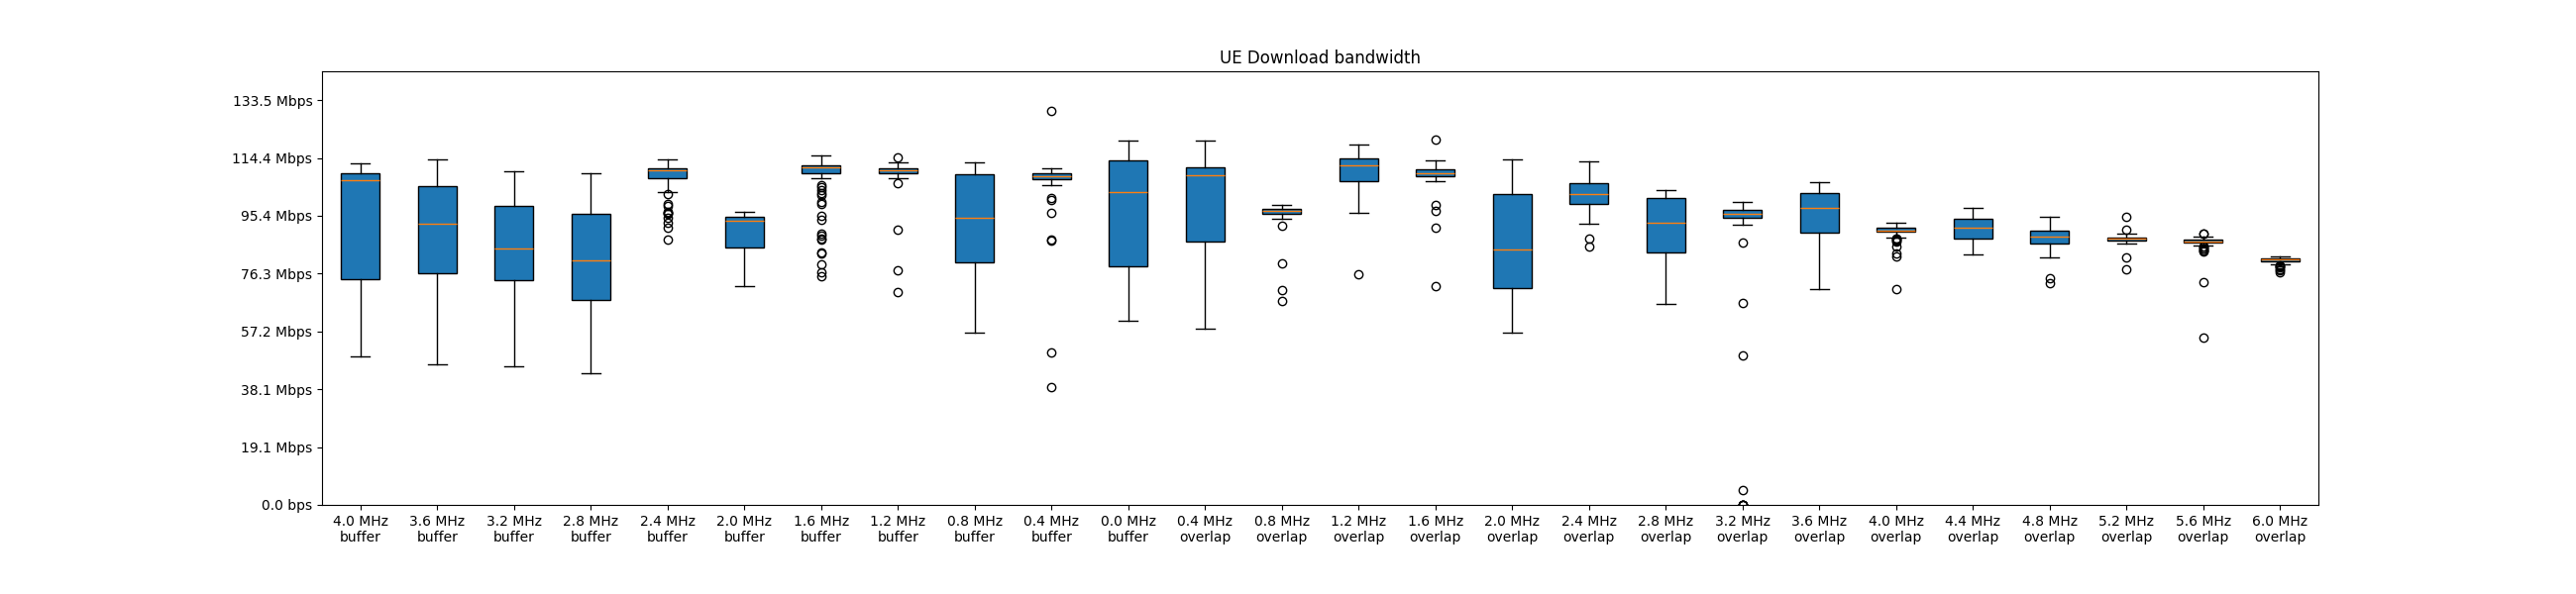 UE Download bandwidth
133.5 Mbps
114.4 Mbps
95.4 Mbps
76.3 Mbps
57.2 Mbps
38.1 Mbps
19.1 Mbps
0.0 bps
4.0 MHz 3.6 MHz 3.2 MHz 2.8 MHz 2.4 MHz 2.0 MHz 1.6 MHz 1.2 MHz 0.8 MHz 0.4 MHz 0.0 MHz 0.4 MHz 0.8 MHz 1.2 MHz 1.6 MHz 2.0 MHz 2.4 MHz 2.8 MHz 3.2 MHz 3.6 MHz 4.0 MHz 4.4 MHz 4.8 MHz 5.2 MHz 5.6 MHz 6.0 MHz
buffer buffer buffer buffer buffer buffer buffer buffer buffer buffer buffer overlap overlap overlap overlap overlap overlap overlap overlap overlap overlap overlap overlap overlap overlap overlap